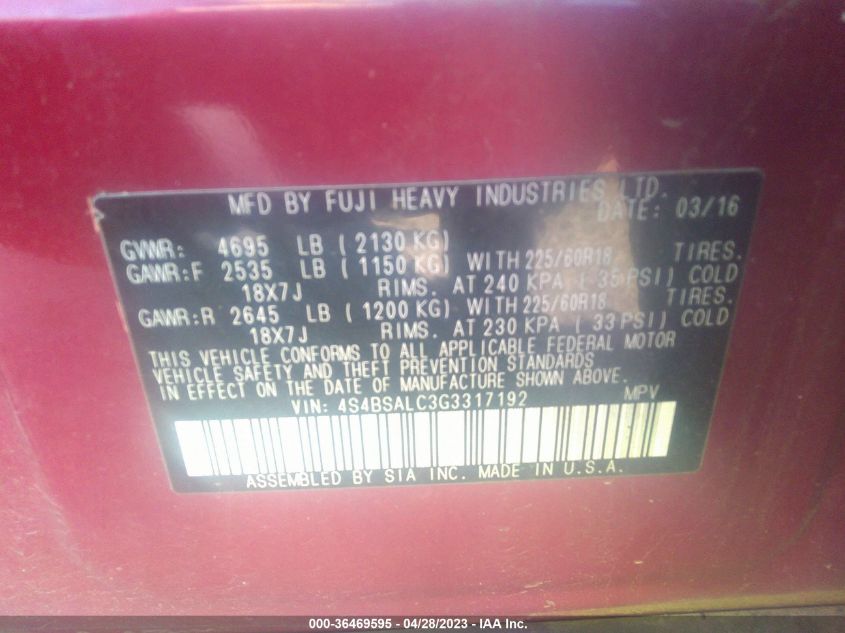 MFD BY FUJI HEAVY INDUSTRIES LTD.
DATE: 03/16
GVWR: 4695 LB ( 2130 KG)
GAWR:F 2535 LB ( 1150 KG) WITH 225/60R18 TIRES.
18X7J RIMS. AT 240 KPA ( 35 PSI) COLD
GAWR:R 2645 LB ( 1200 KG) WITH 225/60R18 TIRES.
18X7J RIMS. AT 230 KPA ( 33 PSI) COLD
THIS VEHICLE CONFORMS TO ALL APPLICABLE FEDERAL MOTOR
VEHICLE SAFETY AND THEFT PREVENTION STANDARDS
IN EFFECT ON THE DATE OF MANUFACTURE SHOWN ABOVE.
VIN: 4S4BSALC3G3317192 MPV
ASSEMBLED BY SIA INC. MADE IN U.S.A.
000-36469595 - 04/28/2023 - IAA Inc.